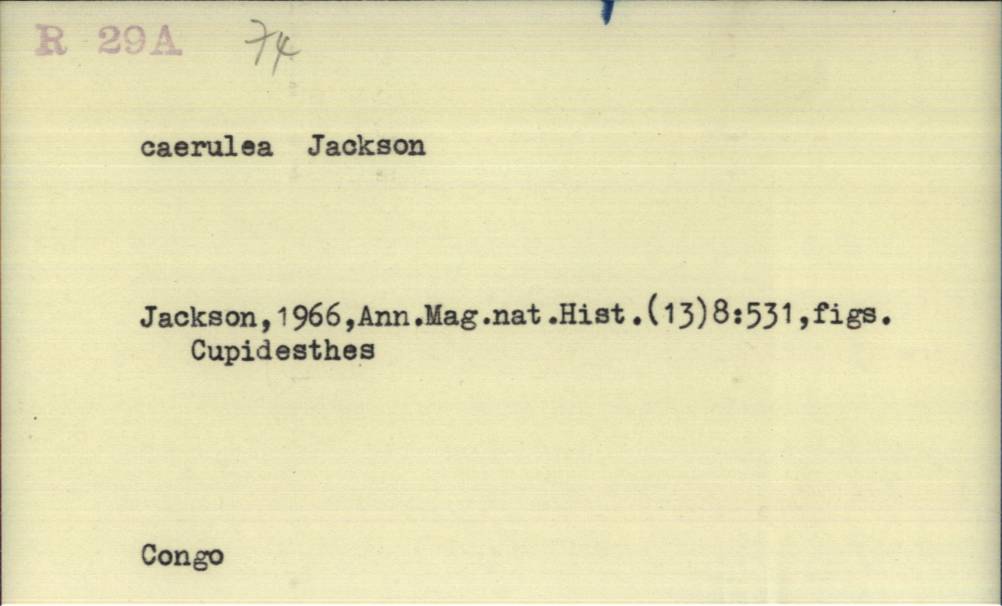 R 29A 74
caerulea Jackson
Jackson,1966,Ann.Mag.nat.Hist.(13)8:531,figs.
Cupidesthes
Congo